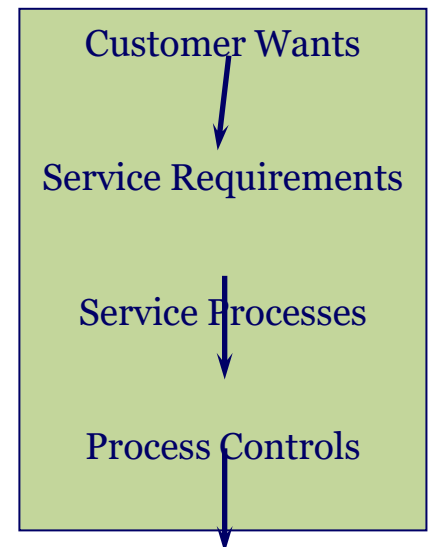 Customer Wants
Service Requirements
Service Processes
Process Controls